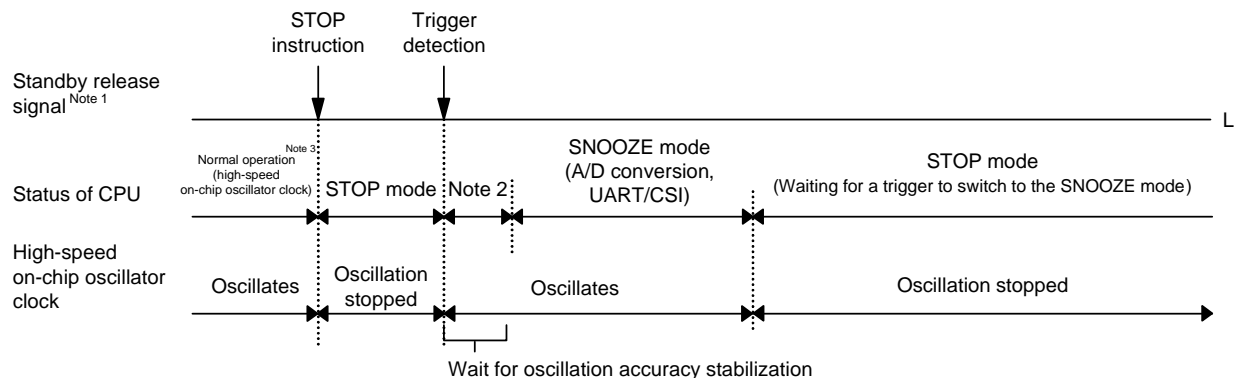 STOP
instruction
Trigger
detection
Standby release
signal Note 1
L
Status of CPU
Note 3
Normal operation
(high-speed
on-chip oscillator clock)
STOP mode
Note 2
SNOOZE mode
(A/D conversion,
UART/CSI)
STOP mode
(Waiting for a trigger to switch to the SNOOZE mode)
High-speed
on-chip oscillator
clock
Oscillates
Oscillation
stopped
Oscillates
Oscillation stopped
Wait for oscillation accuracy stabilization